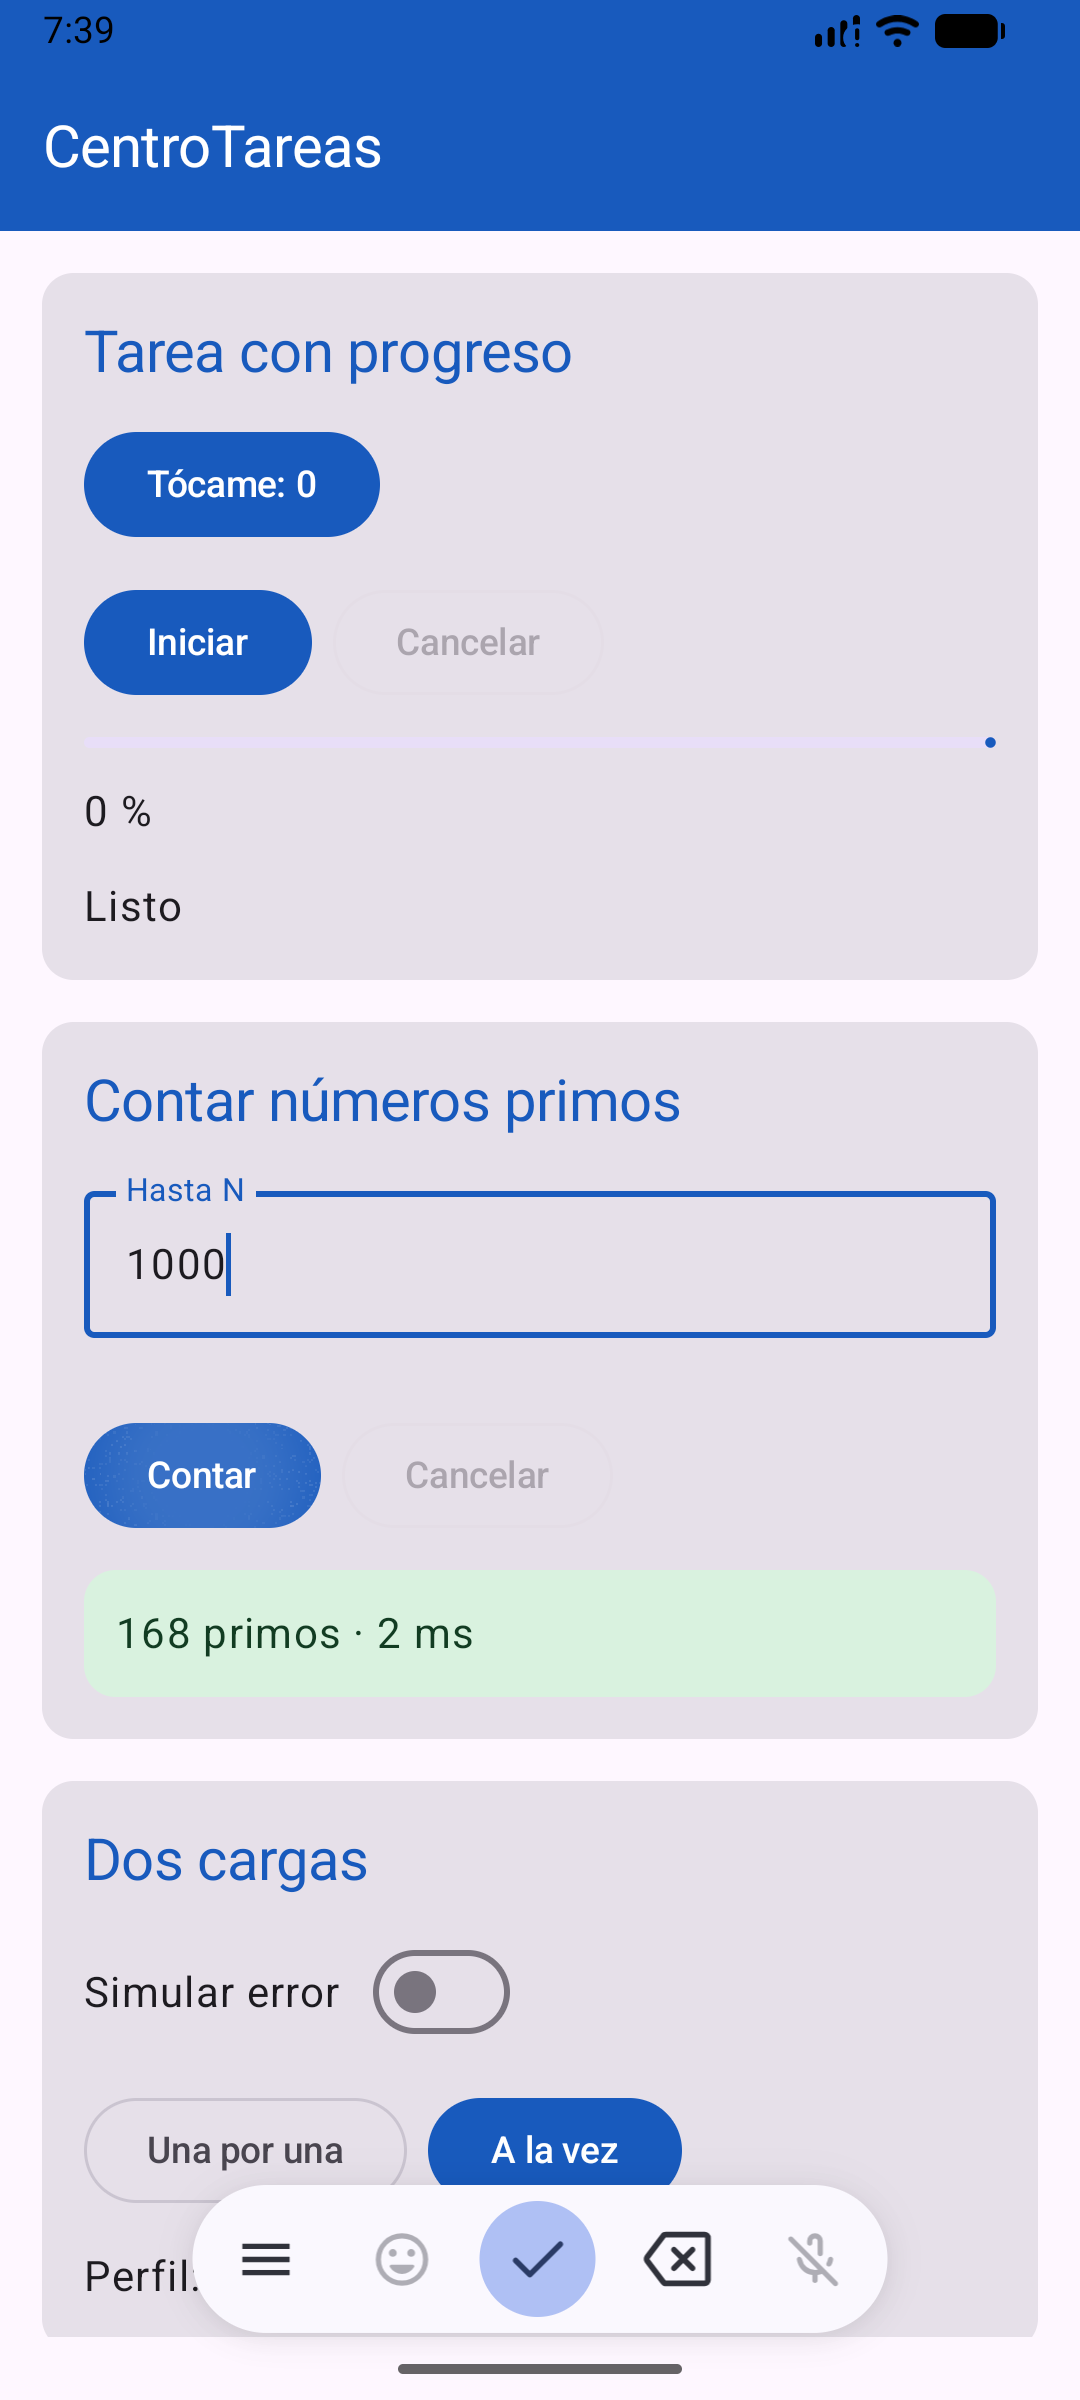 7:39
CentroTareas
Tarea con progreso
Tócame: 0
Iniciar
Cancelar
0 %
Listo
Contar números primos
Hasta N
1000
Contar
Cancelar
168 primos · 2 ms
Dos cargas
Simular error
Una por una
A la vez
Perfil: